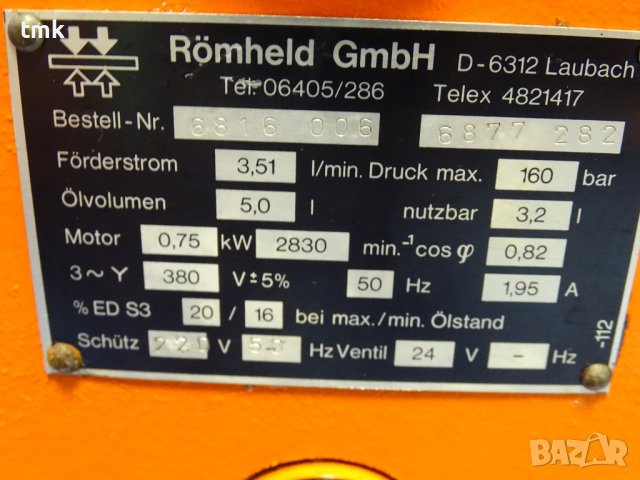 tmk
Römheld GmbH D-6312 Laubach
Tel. 06405/286 Telex 4821417
Bestell-Nr. 6816 006 6877 282
Förderstrom 3,51 l/min. Druck max. 160 bar
Ölvolumen 5,0 l nutzbar 3,2 l
Motor 0,75 kW 2830 min.⁻¹ cos φ 0,82
3~Y 380 V±5% 50 Hz 1,95 A
% ED S3 20 / 16 bei max./min. Ölstand
Schütz 220 V 50 Hz Ventil 24 V – Hz
-112
BAZAR